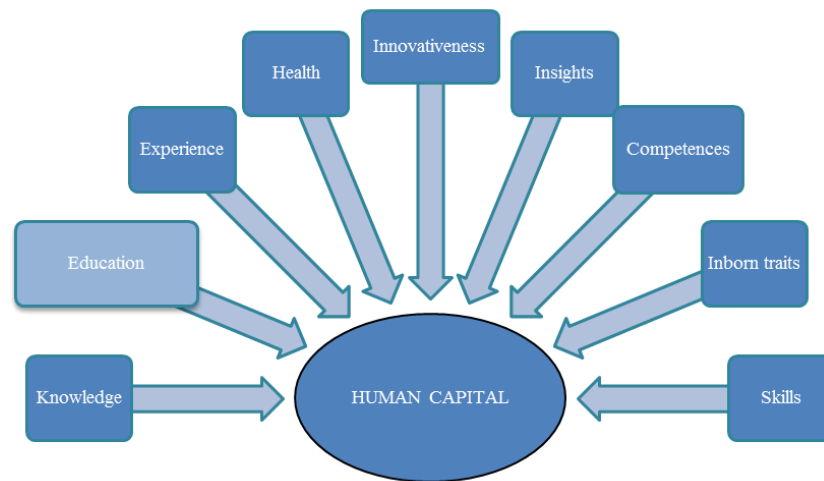 Innovativeness
Health
Insights
Experience
Competences
Education
Inborn traits
Knowledge
HUMAN CAPITAL
Skills